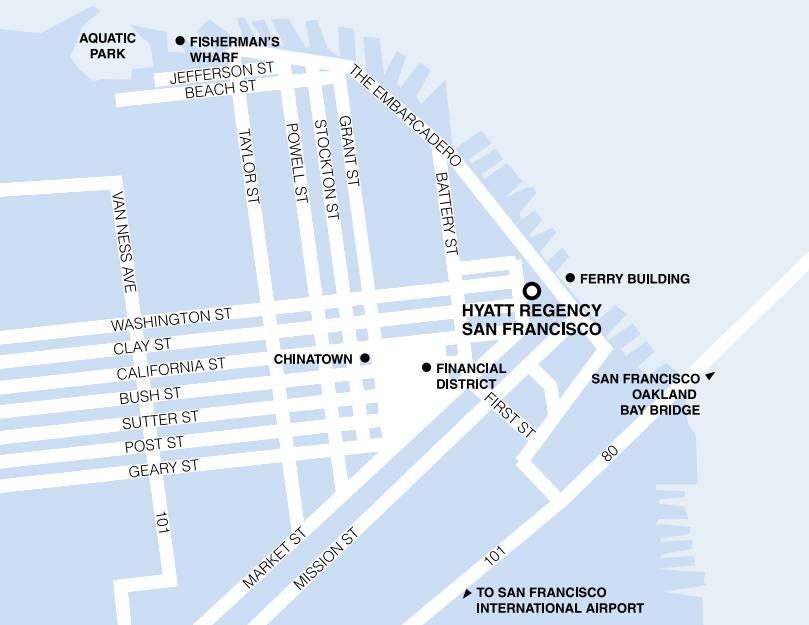 AQUATIC
PARK
FISHERMAN'S
WHARF
JEFFERSON ST
BEACH ST
THE EMBARCADERO
TAYLOR ST
POWELL ST
STOCKTON ST
GRANT ST
BATTERY ST
VAN NESS AVE
FERRY BUILDING
HYATT REGENCY
SAN FRANCISCO
WASHINGTON ST
CLAY ST
CALIFORNIA ST
BUSH ST
SUTTER ST
POST ST
GEARY ST
CHINATOWN
FINANCIAL
DISTRICT
SAN FRANCISCO
OAKLAND
BAY BRIDGE
FIRST ST
80
101
MARKET ST
MISSION ST
101
TO SAN FRANCISCO
INTERNATIONAL AIRPORT